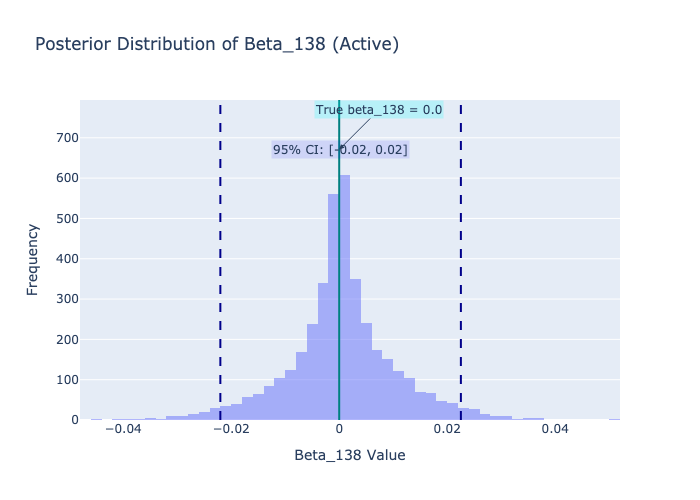 Posterior Distribution of Beta_138 (Active)
True beta_138 = 0.0
95% CI: [-0.02, 0.02]
700
600
500
400
300
200
100
0
Frequency
−0.04
−0.02
0
0.02
0.04
Beta_138 Value